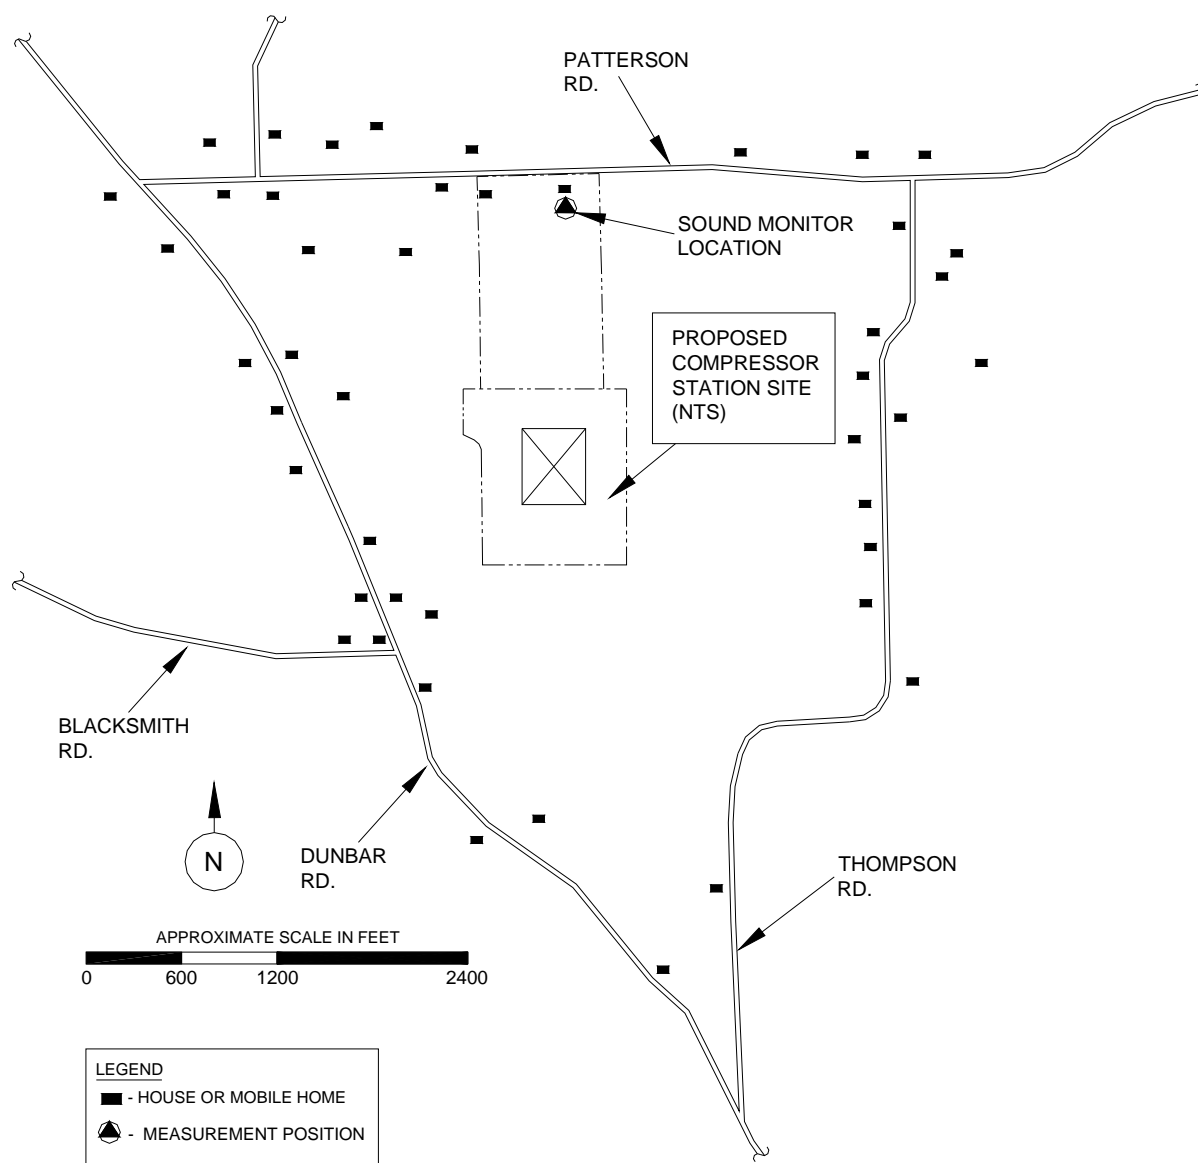 PATTERSON
RD.
SOUND MONITOR
LOCATION
PROPOSED
COMPRESSOR
STATION SITE
(NTS)
BLACKSMITH
RD.
N
DUNBAR
RD.
THOMPSON
RD.
APPROXIMATE SCALE IN FEET
0 600 1200 2400
LEGEND
- HOUSE OR MOBILE HOME
- MEASUREMENT POSITION